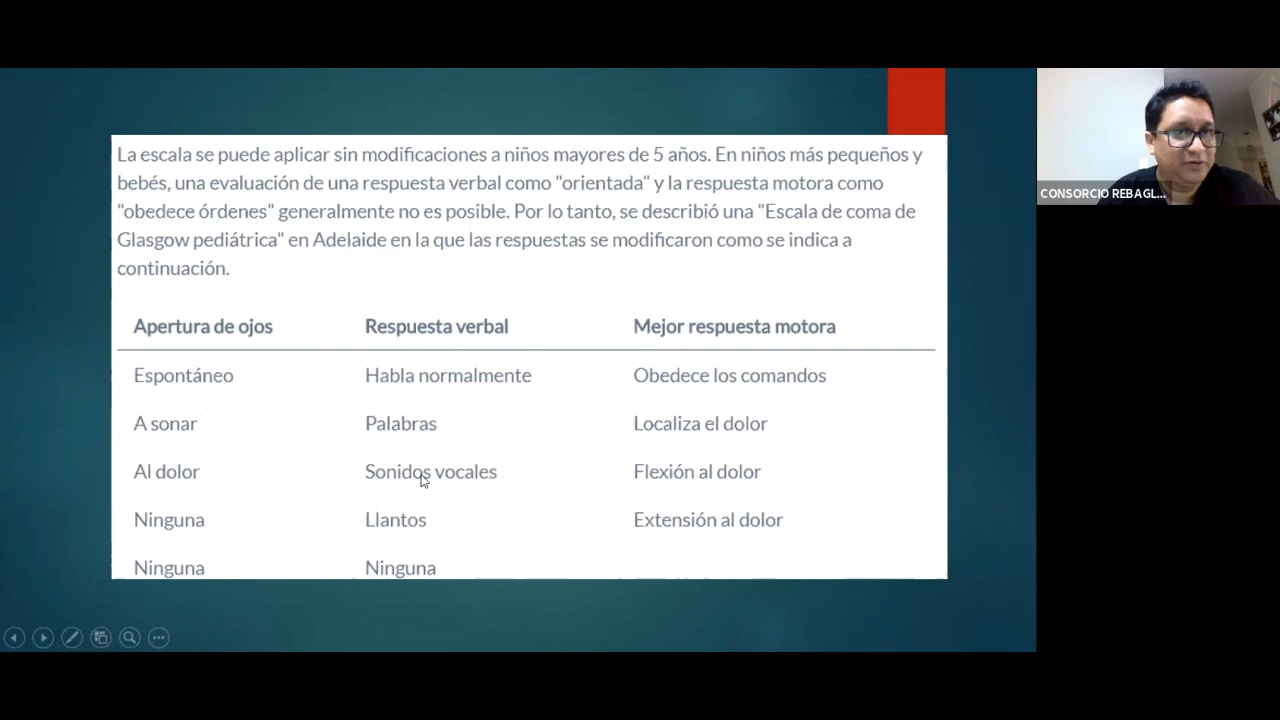 La escala se puede aplicar sin modificaciones a niños mayores de 5 años. En niños más pequeños y
bebés, una evaluación de una respuesta verbal como "orientada" y la respuesta motora como
"obedece órdenes" generalmente no es posible. Por lo tanto, se describió una "Escala de coma de
Glasgow pediátrica" en Adelaide en la que las respuestas se modificaron como se indica a
continuación.
Apertura de ojos Respuesta verbal Mejor respuesta motora
Espontáneo Habla normalmente Obedece los comandos
A sonar Palabras Localiza el dolor
Al dolor Sonidos vocales Flexión al dolor
Ninguna Llantos Extensión al dolor
Ninguna Ninguna
CONSORCIO REBAGL...